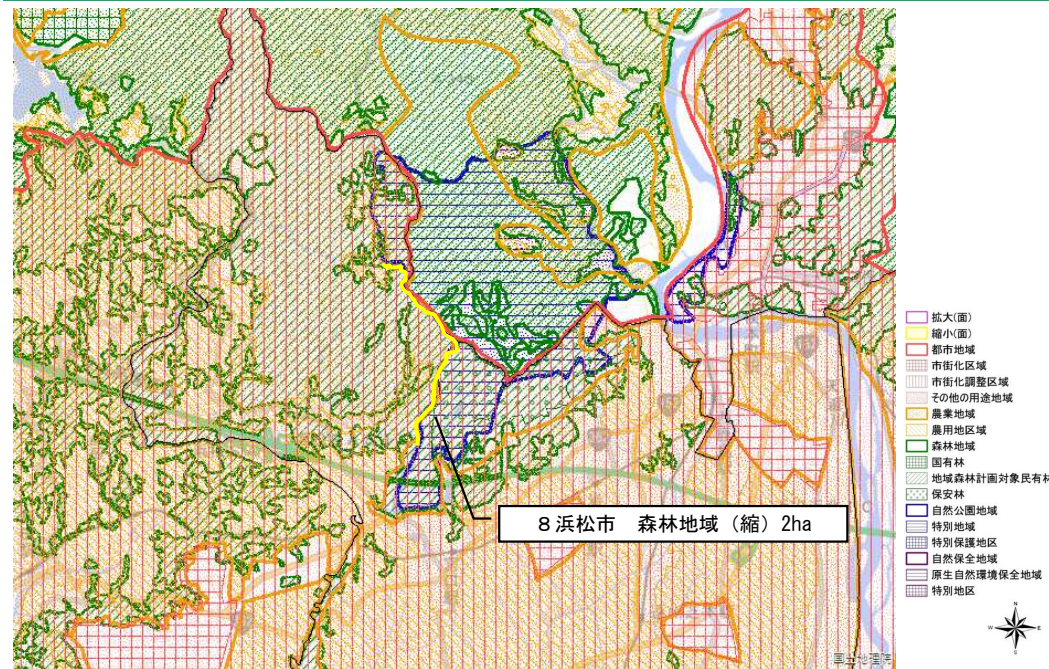 8浜松市 森林地域（縮）2ha
拡大(面)
縮小(面)
都市地域
市街化区域
市街化調整区域
その他の用途地域
農業地域
農用地区域
森林地域
国有林
地域森林計画対象民有林
保安林
自然公園地域
特別地域
特別保護地区
自然保全地域
原生自然環境保全地域
特別地区
N
W
E
S
国土地理院